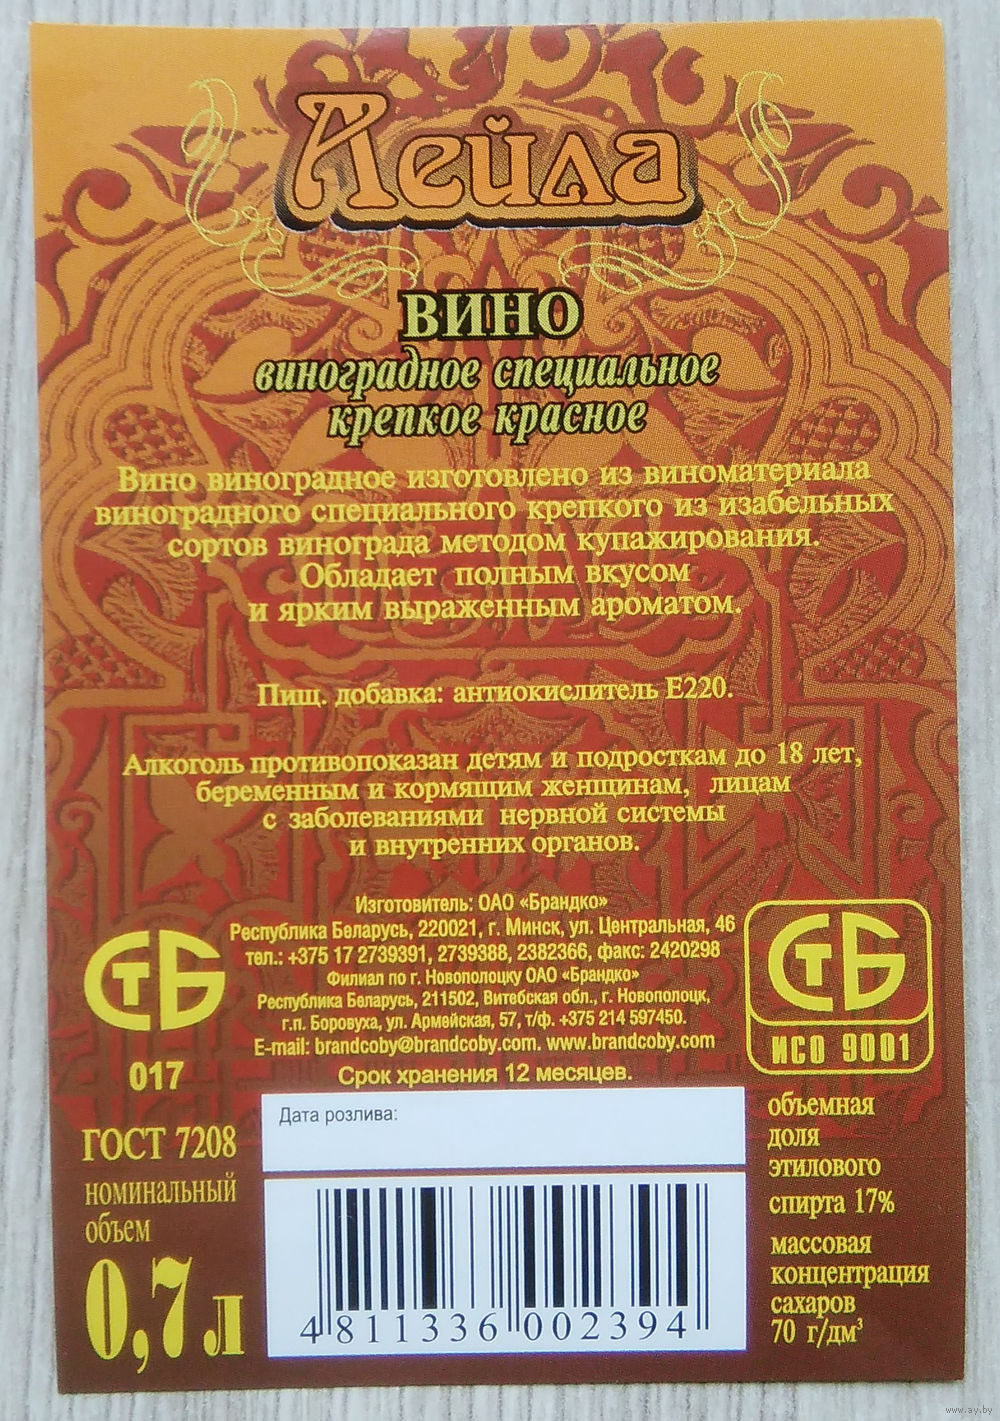 Лейла
ВИНО
виноградное специальное
крепкое красное
Вино виноградное изготовлено из виноматериала
виноградного специального крепкого из изабельных
сортов винограда методом купажирования.
Обладает полным вкусом
и ярким выраженным ароматом.
Пищ. добавка: антиокислитель Е220.
Алкоголь противопоказан детям и подросткам до 18 лет,
беременным и кормящим женщинам, лицам
с заболеваниями нервной системы
и внутренних органов.
Изготовитель: ОАО «Брандко»
Республика Беларусь, 220021, г. Минск, ул. Центральная, 46
тел.: +375 17 2739391, 2739388, 2382366, факс: 2420298
Филиал по г. Новополоцку ОАО «Брандко»
Республика Беларусь, 211502, Витебская обл., г. Новополоцк,
г.п. Боровуха, ул. Армейская, 57, т/ф. +375 214 597450.
E-mail: brandcoby@brandcoby.com. www.brandcoby.com
Срок хранения 12 месяцев.
СТБ
017
СТБ
ИСО 9001
ГОСТ 7208
номинальный
объем
0,7 л
Дата розлива:
4 811336 002394
объемная
доля
этилового
спирта 17%
массовая
концентрация
сахаров
70 г/дм³
www.ay.by